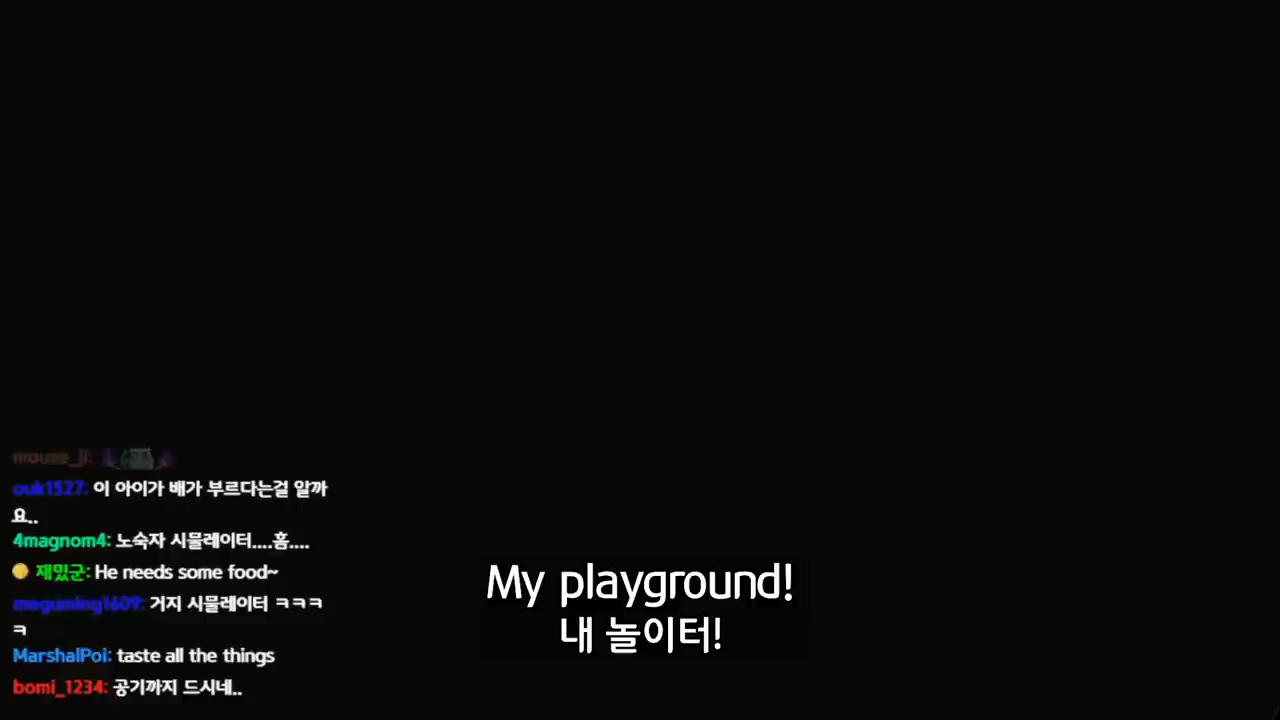 mouse_ji:
ouk1527: 이 아이가 배가 부르다는걸 알까
요..
4magnom4: 노숙자 시뮬레이터....흠....
재밌군: He needs some food~
meguming1609: 거지 시뮬레이터 ㅋㅋㅋ
ㅋ
MarshalPoi: taste all the things
bomi_1234: 공기까지 드시네..
My playground!
내 놀이터!